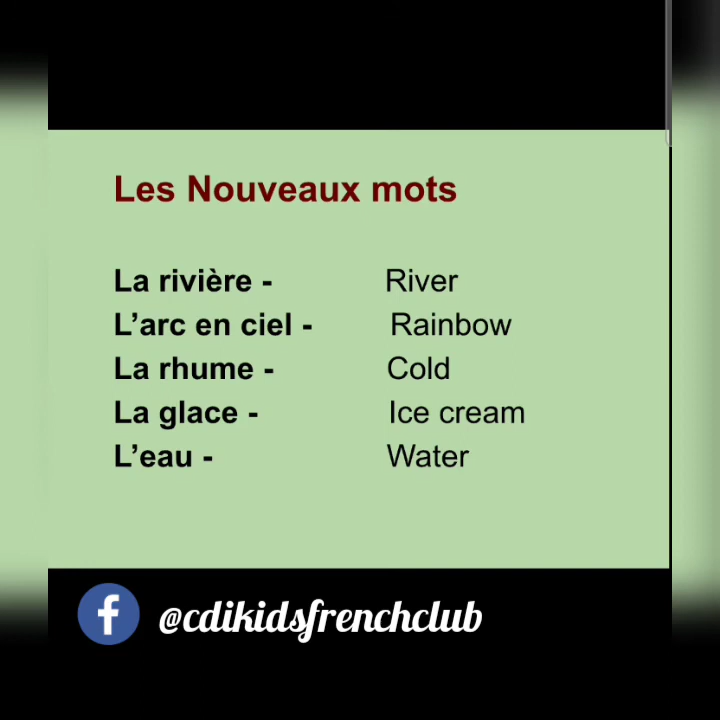 Les Nouveaux mots
La rivière - River
L'arc en ciel - Rainbow
La rhume - Cold
La glace - Ice cream
L'eau - Water
@cdikidsfrenchclub